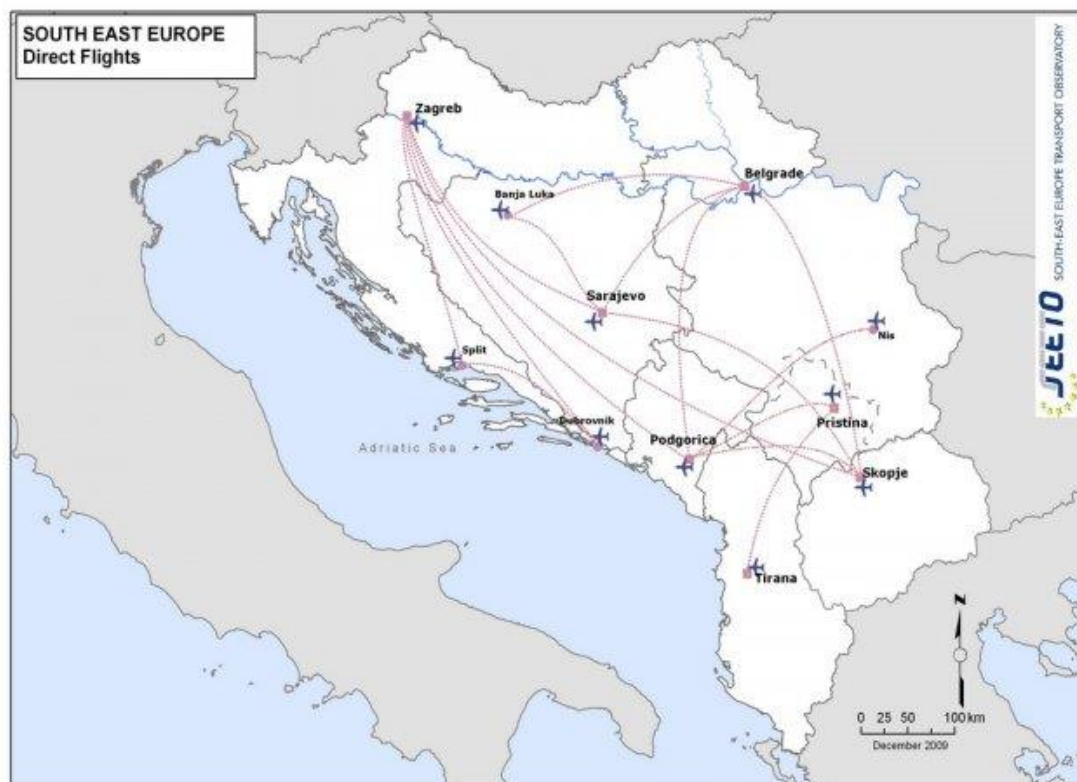 SOUTH EAST EUROPE
Direct Flights
SOUTH-EAST EUROPE TRANSPORT OBSERVATORY
SEETO
Zagreb
Belgrade
Banja Luka
Sarajevo
Nis
Split
Pristina
Dubrovnik
Podgorica
Adriatic Sea
Skopje
Tirana
N
0 25 50 100 km
December 2009